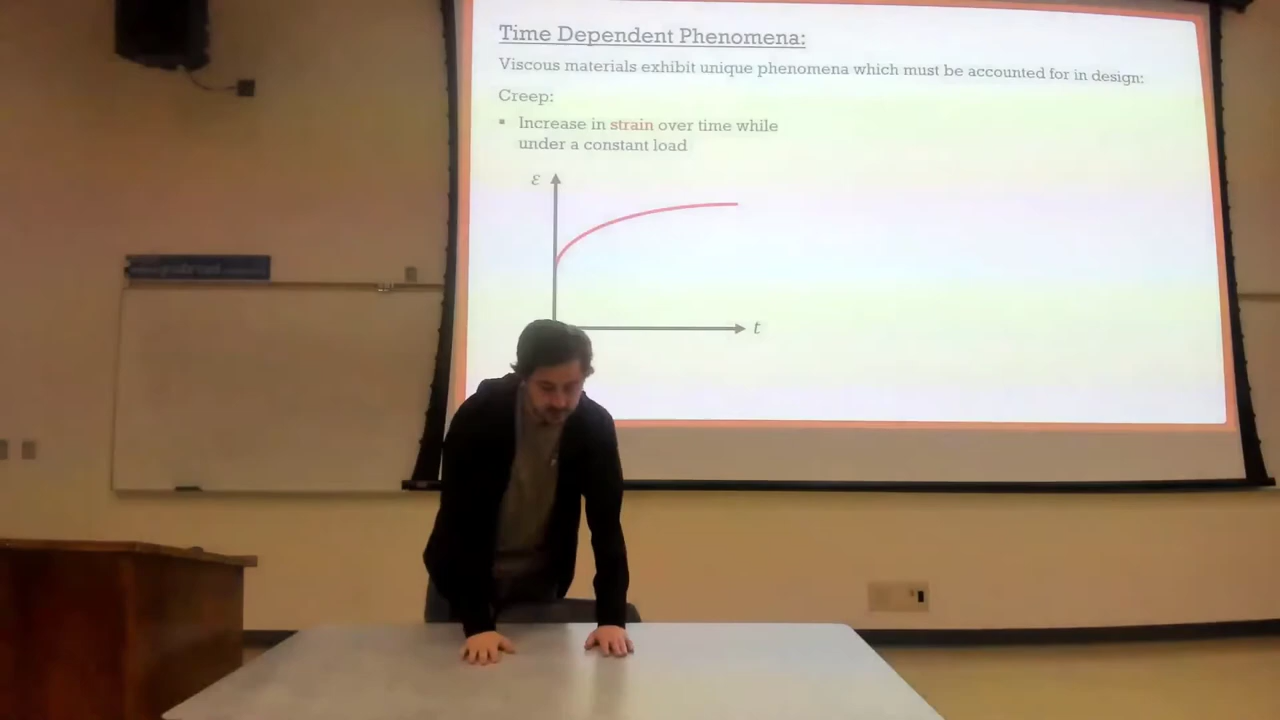 Time Dependent Phenomena:
Viscous materials exhibit unique phenomena which must be accounted for in design:
Creep:
▪ Increase in strain over time while
under a constant load
ε
t